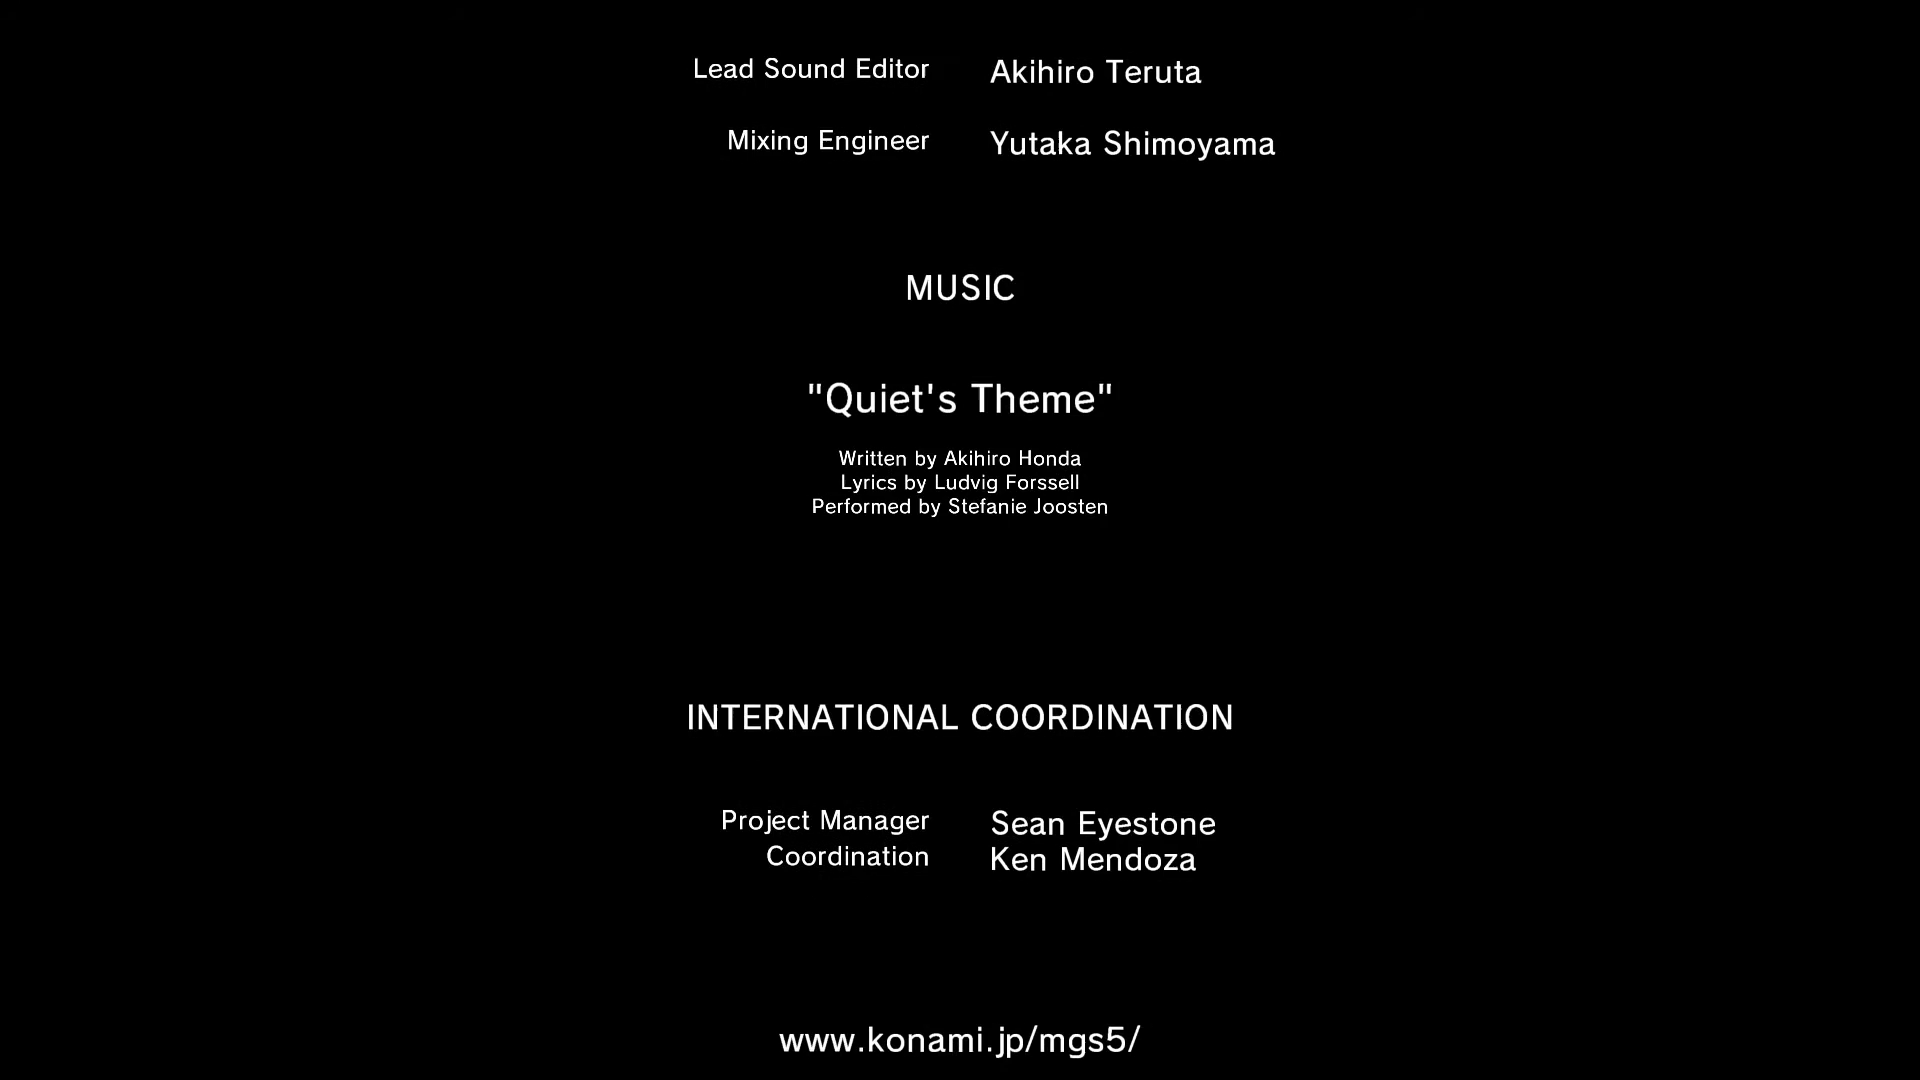 Lead Sound Editor Akihiro Teruta
Mixing Engineer Yutaka Shimoyama
MUSIC
"Quiet's Theme"
Written by Akihiro Honda
Lyrics by Ludvig Forssell
Performed by Stefanie Joosten
INTERNATIONAL COORDINATION
Project Manager Sean Eyestone
Coordination Ken Mendoza
www.konami.jp/mgs5/